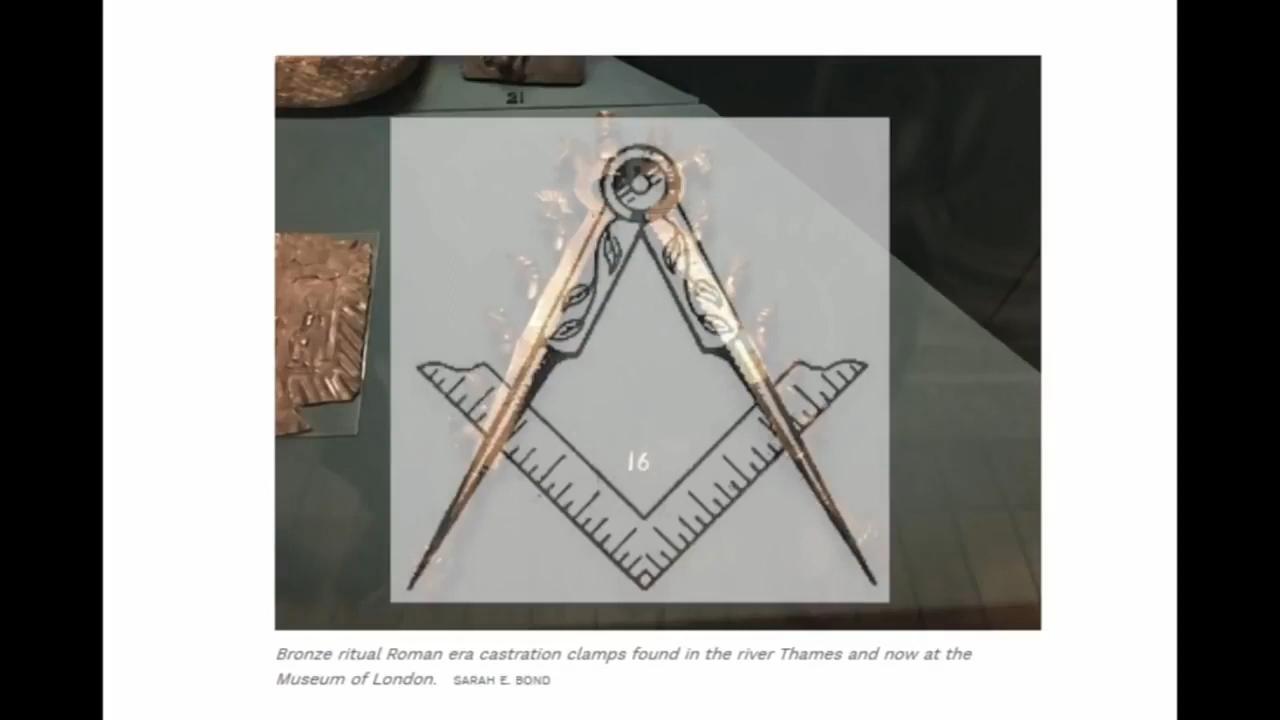 21
16
Bronze ritual Roman era castration clamps found in the river Thames and now at the
Museum of London. SARAH E. BOND